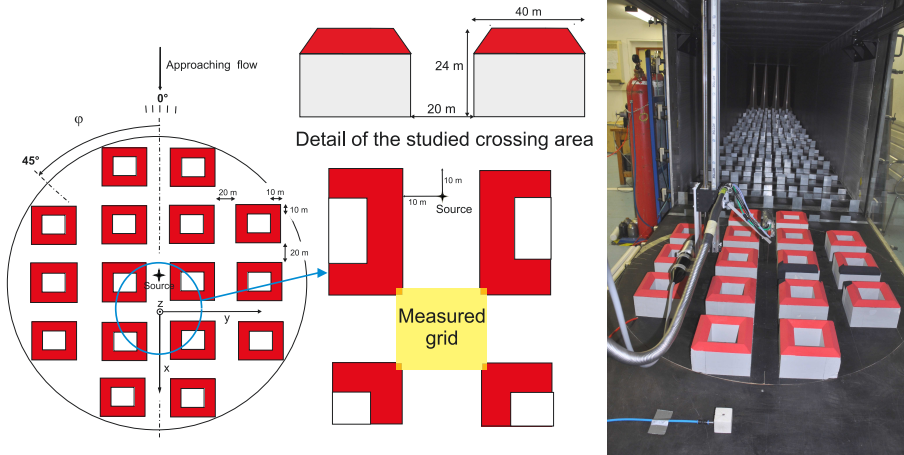 Approaching flow
0°
φ
45°
20 m
10 m
10 m
20 m
Source
z
y
x
40 m
24 m
20 m
Detail of the studied crossing area
10 m
10 m
Source
Measured
grid